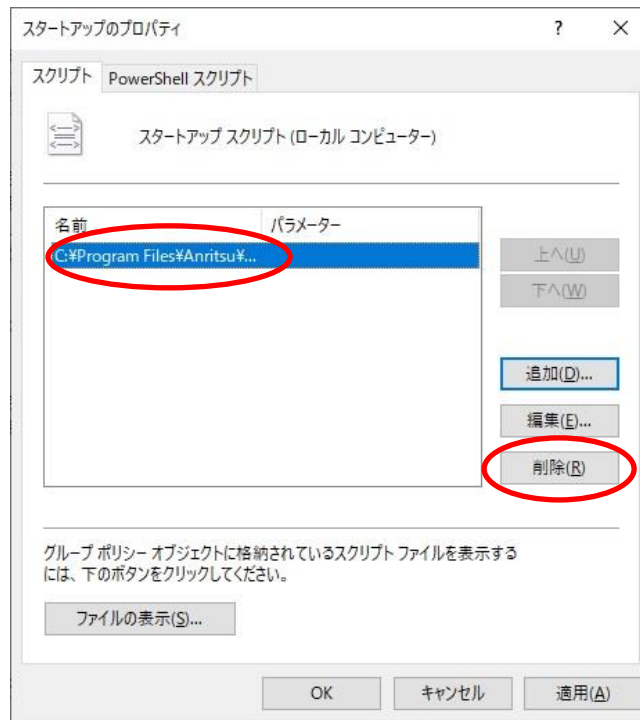 スタートアップのプロパティ ? ×
スクリプト PowerShell スクリプト
スタートアップ スクリプト (ローカル コンピューター)
名前 パラメーター
C:¥Program Files¥Anritsu¥...
上へ(U)
下へ(W)
追加(D)...
編集(E)...
削除(R)
グループ ポリシー オブジェクトに格納されているスクリプト ファイルを表示する
には、下のボタンをクリックしてください。
ファイルの表示(S)...
OK キャンセル 適用(A)